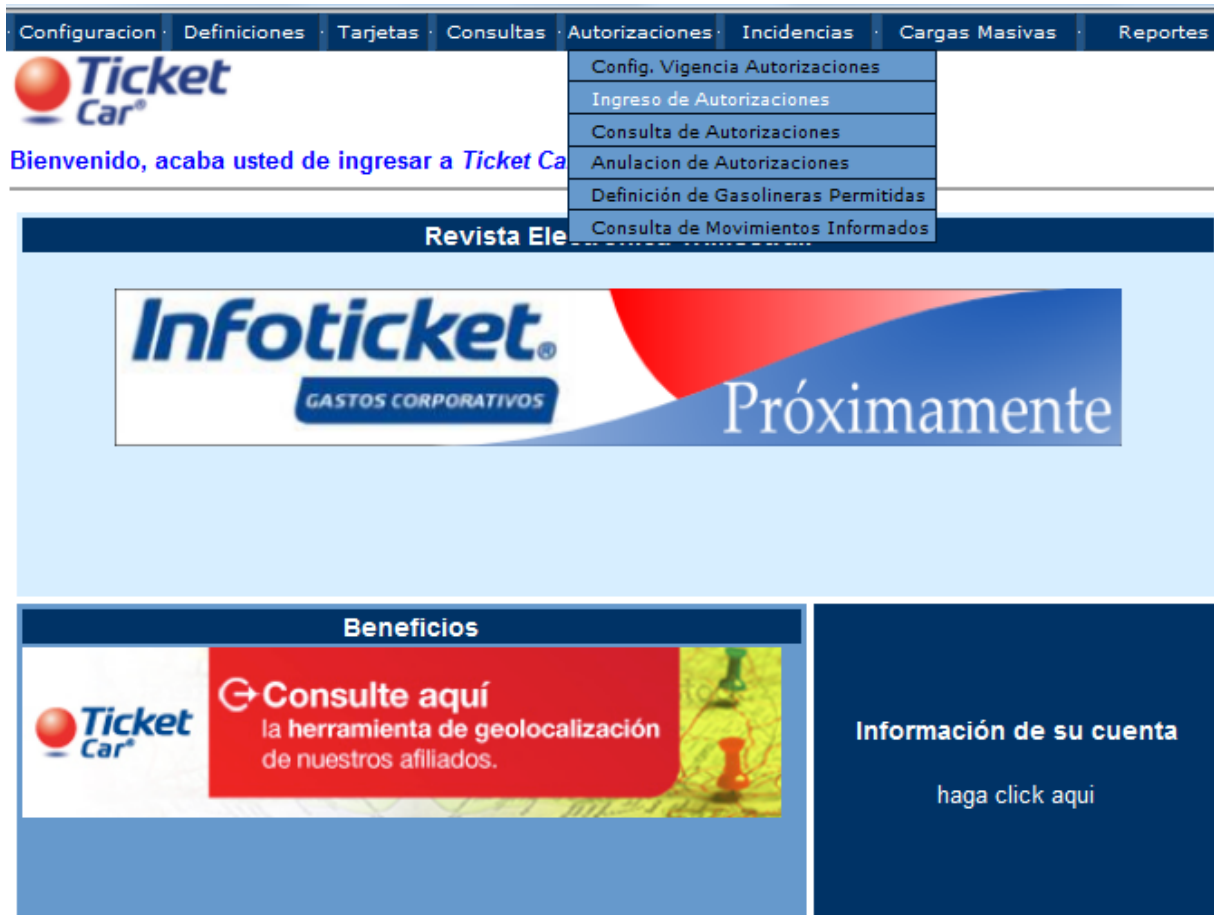 Configuracion · Definiciones · Tarjetas · Consultas · Autorizaciones · Incidencias · Cargas Masivas · Reportes
Config. Vigencia Autorizaciones
Ingreso de Autorizaciones
Consulta de Autorizaciones
Anulacion de Autorizaciones
Definición de Gasolineras Permitidas
Consulta de Movimientos Informados
Ticket
Car®
Bienvenido, acaba usted de ingresar a Ticket Ca
Revista Ele
Infoticket®
GASTOS CORPORATIVOS
Próximamente
Beneficios
Ticket
Car®
Consulte aquí
la herramienta de geolocalización
de nuestros afiliados.
Información de su cuenta
haga click aqui